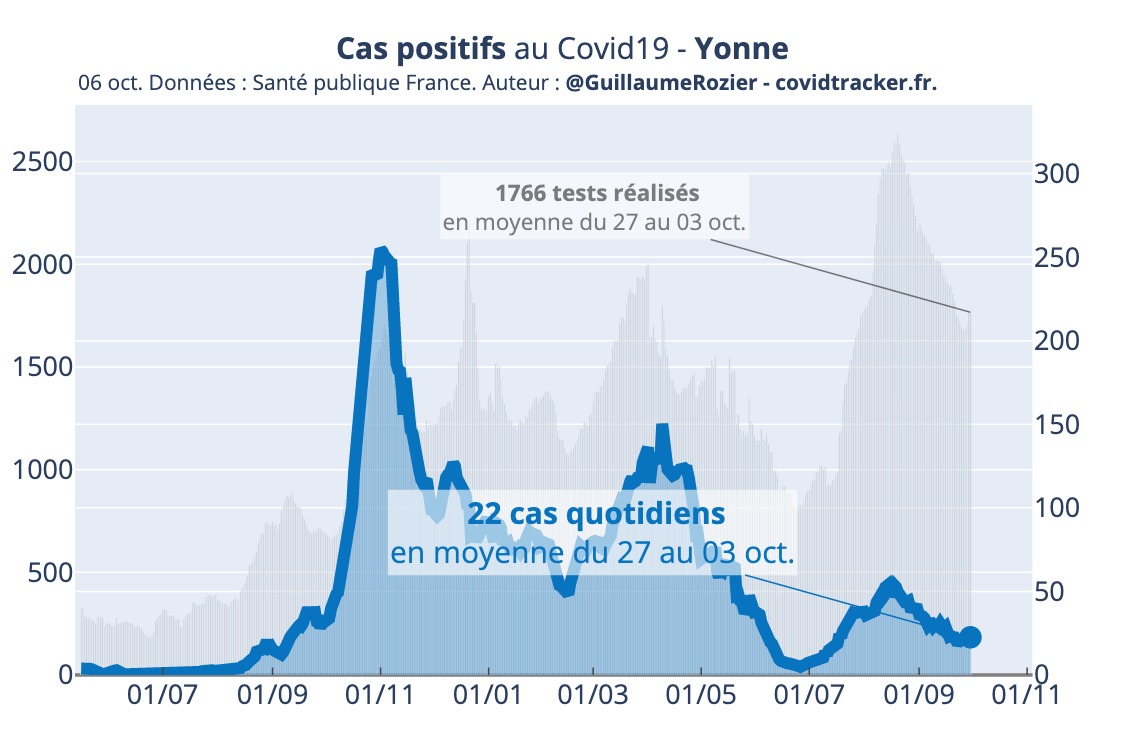 Cas positifs au Covid19 - Yonne
06 oct. Données : Santé publique France. Auteur : @GuillaumeRozier - covidtracker.fr.
2500
2000
1500
1000
500
0
1766 tests réalisés
en moyenne du 27 au 03 oct.
22 cas quotidiens
en moyenne du 27 au 03 oct.
300
250
200
150
100
50
0
01/07 01/09 01/11 01/01 01/03 01/05 01/07 01/09 01/11